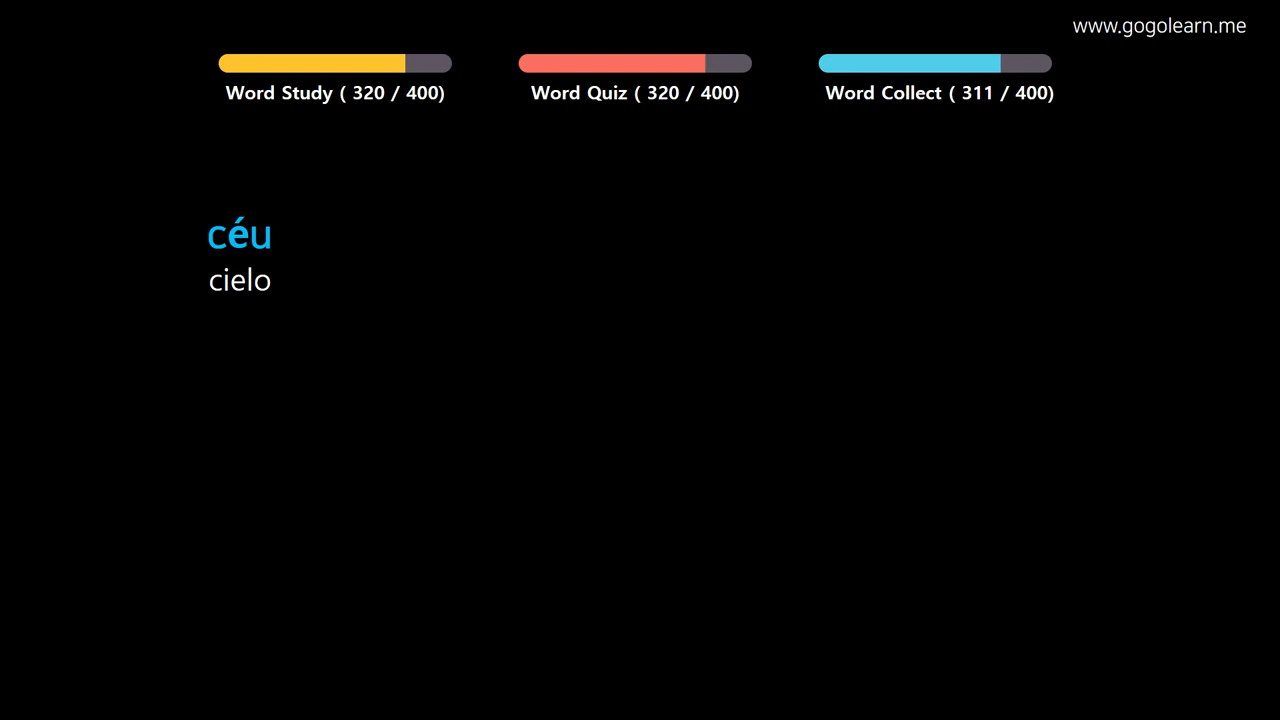 www.gogolearn.me
Word Study ( 320 / 400)
Word Quiz ( 320 / 400)
Word Collect ( 311 / 400)
céu
cielo